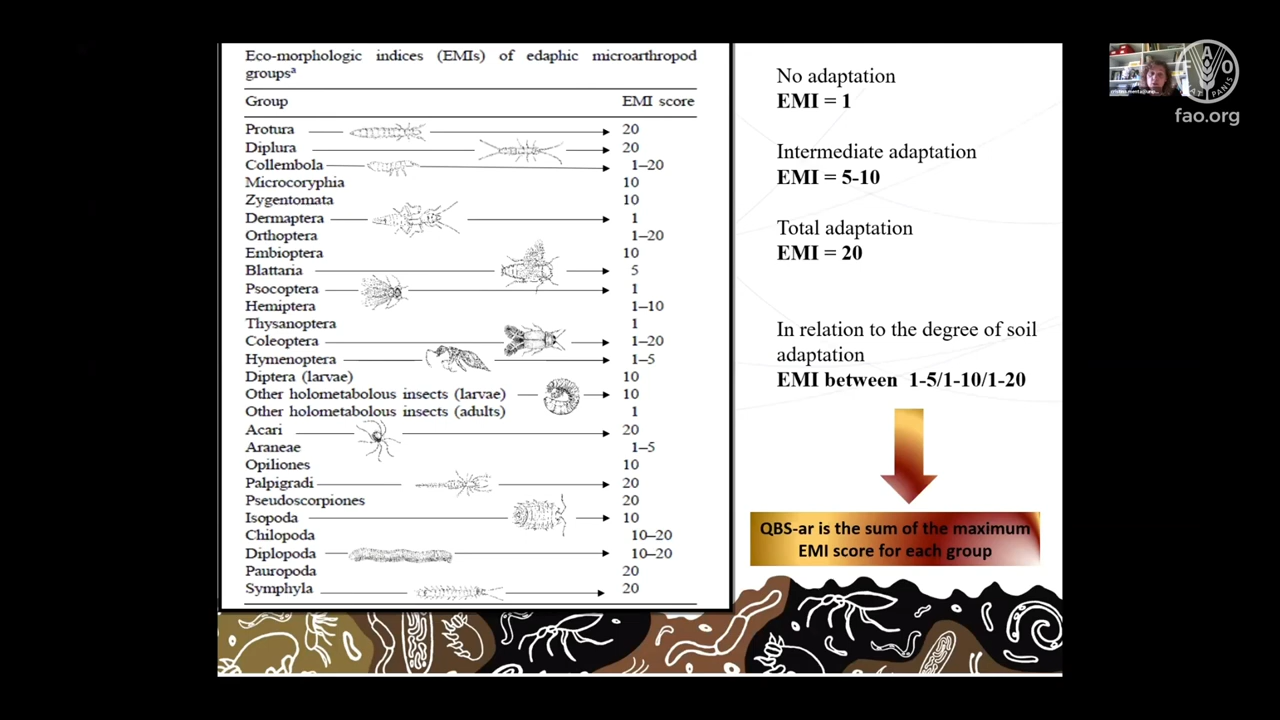 Eco-morphologic indices (EMIs) of edaphic microarthropod
groupsa
Group EMI score
Protura 20
Diplura 20
Collembola 1–20
Microcoryphia 10
Zygentomata 10
Dermaptera 1
Orthoptera 1–20
Embioptera 10
Blattaria 5
Psocoptera 1
Hemiptera 1–10
Thysanoptera 1
Coleoptera 1–20
Hymenoptera 1–5
Diptera (larvae) 10
Other holometabolous insects (larvae) 10
Other holometabolous insects (adults) 1
Acari 20
Araneae 1–5
Opiliones 10
Palpigradi 20
Pseudoscorpiones 20
Isopoda 10
Chilopoda 10–20
Diplopoda 10–20
Pauropoda 20
Symphyla 20
No adaptation
EMI = 1
Intermediate adaptation
EMI = 5-10
Total adaptation
EMI = 20
In relation to the degree of soil
adaptation
EMI between 1-5/1-10/1-20
QBS-ar is the sum of the maximum
EMI score for each group
F A O
FIAT PANIS
fao.org